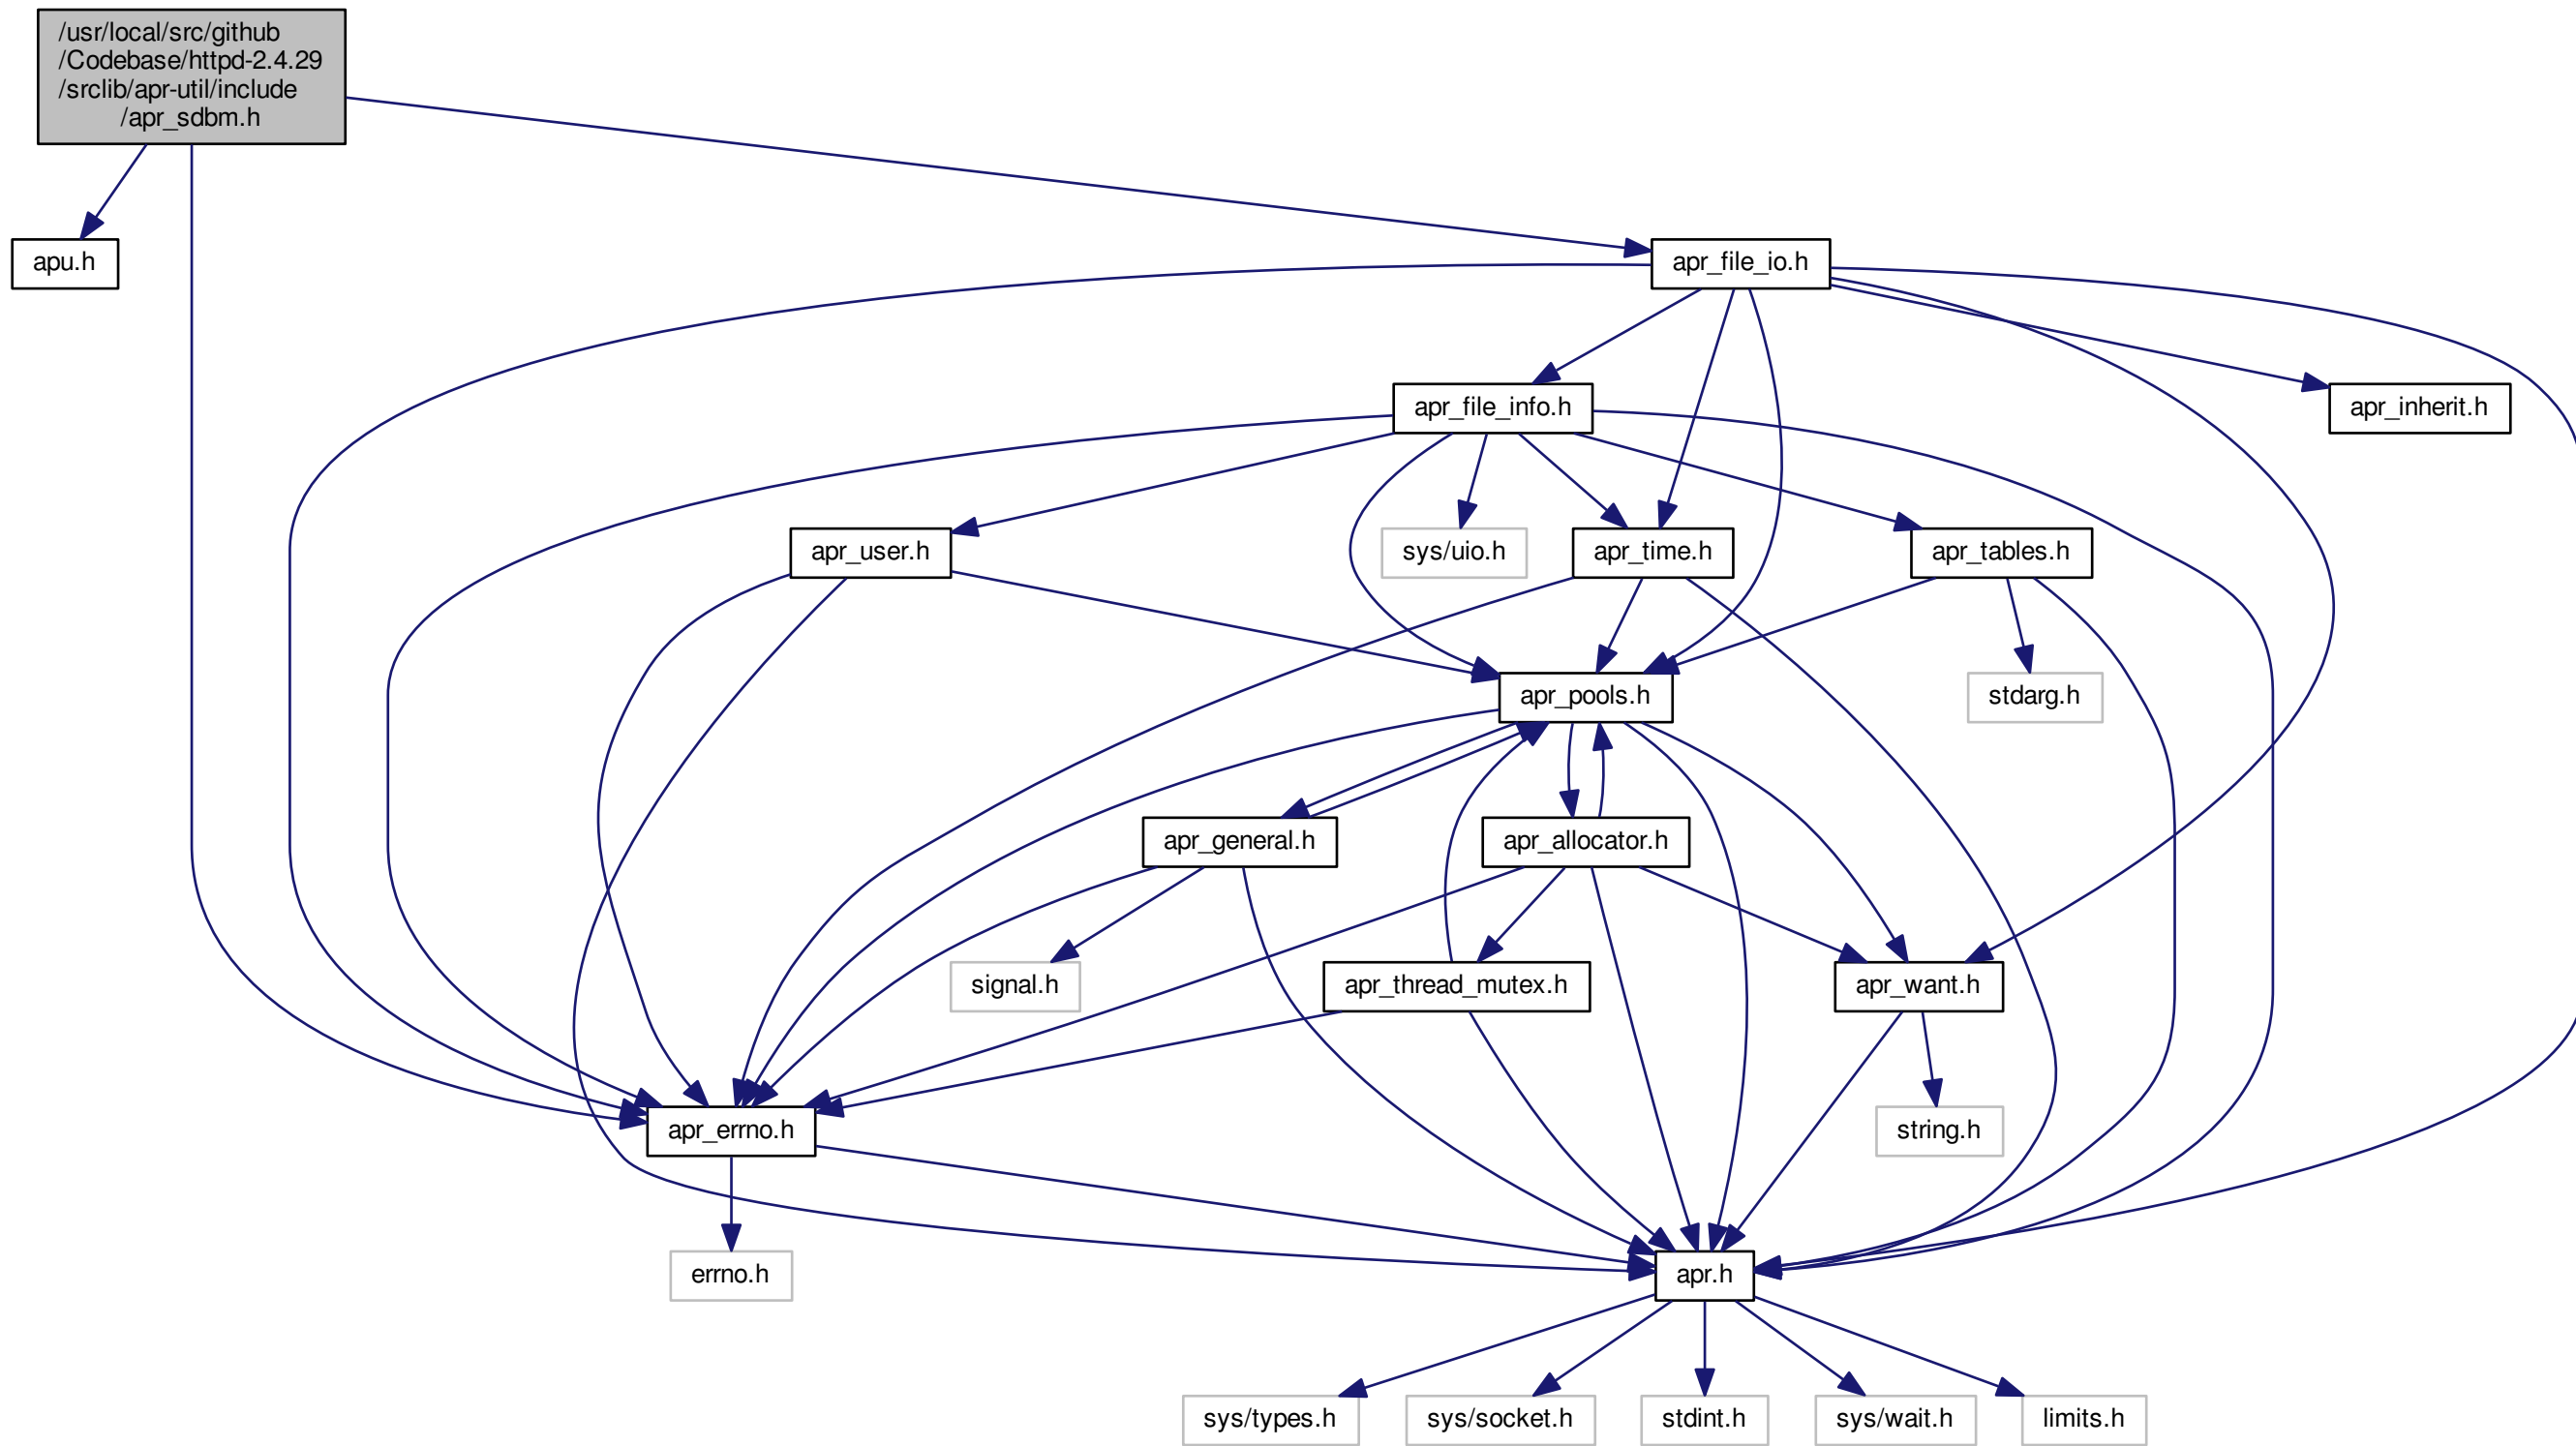 /usr/local/src/github
/Codebase/httpd-2.4.29
/srclib/apr-util/include
/apr_sdbm.h
apu.h
apr_file_io.h
apr_file_info.h
apr_inherit.h
apr_user.h
sys/uio.h
apr_time.h
apr_tables.h
apr_pools.h
stdarg.h
apr_general.h
apr_allocator.h
signal.h
apr_thread_mutex.h
apr_want.h
apr_errno.h
string.h
errno.h
apr.h
sys/types.h
sys/socket.h
stdint.h
sys/wait.h
limits.h